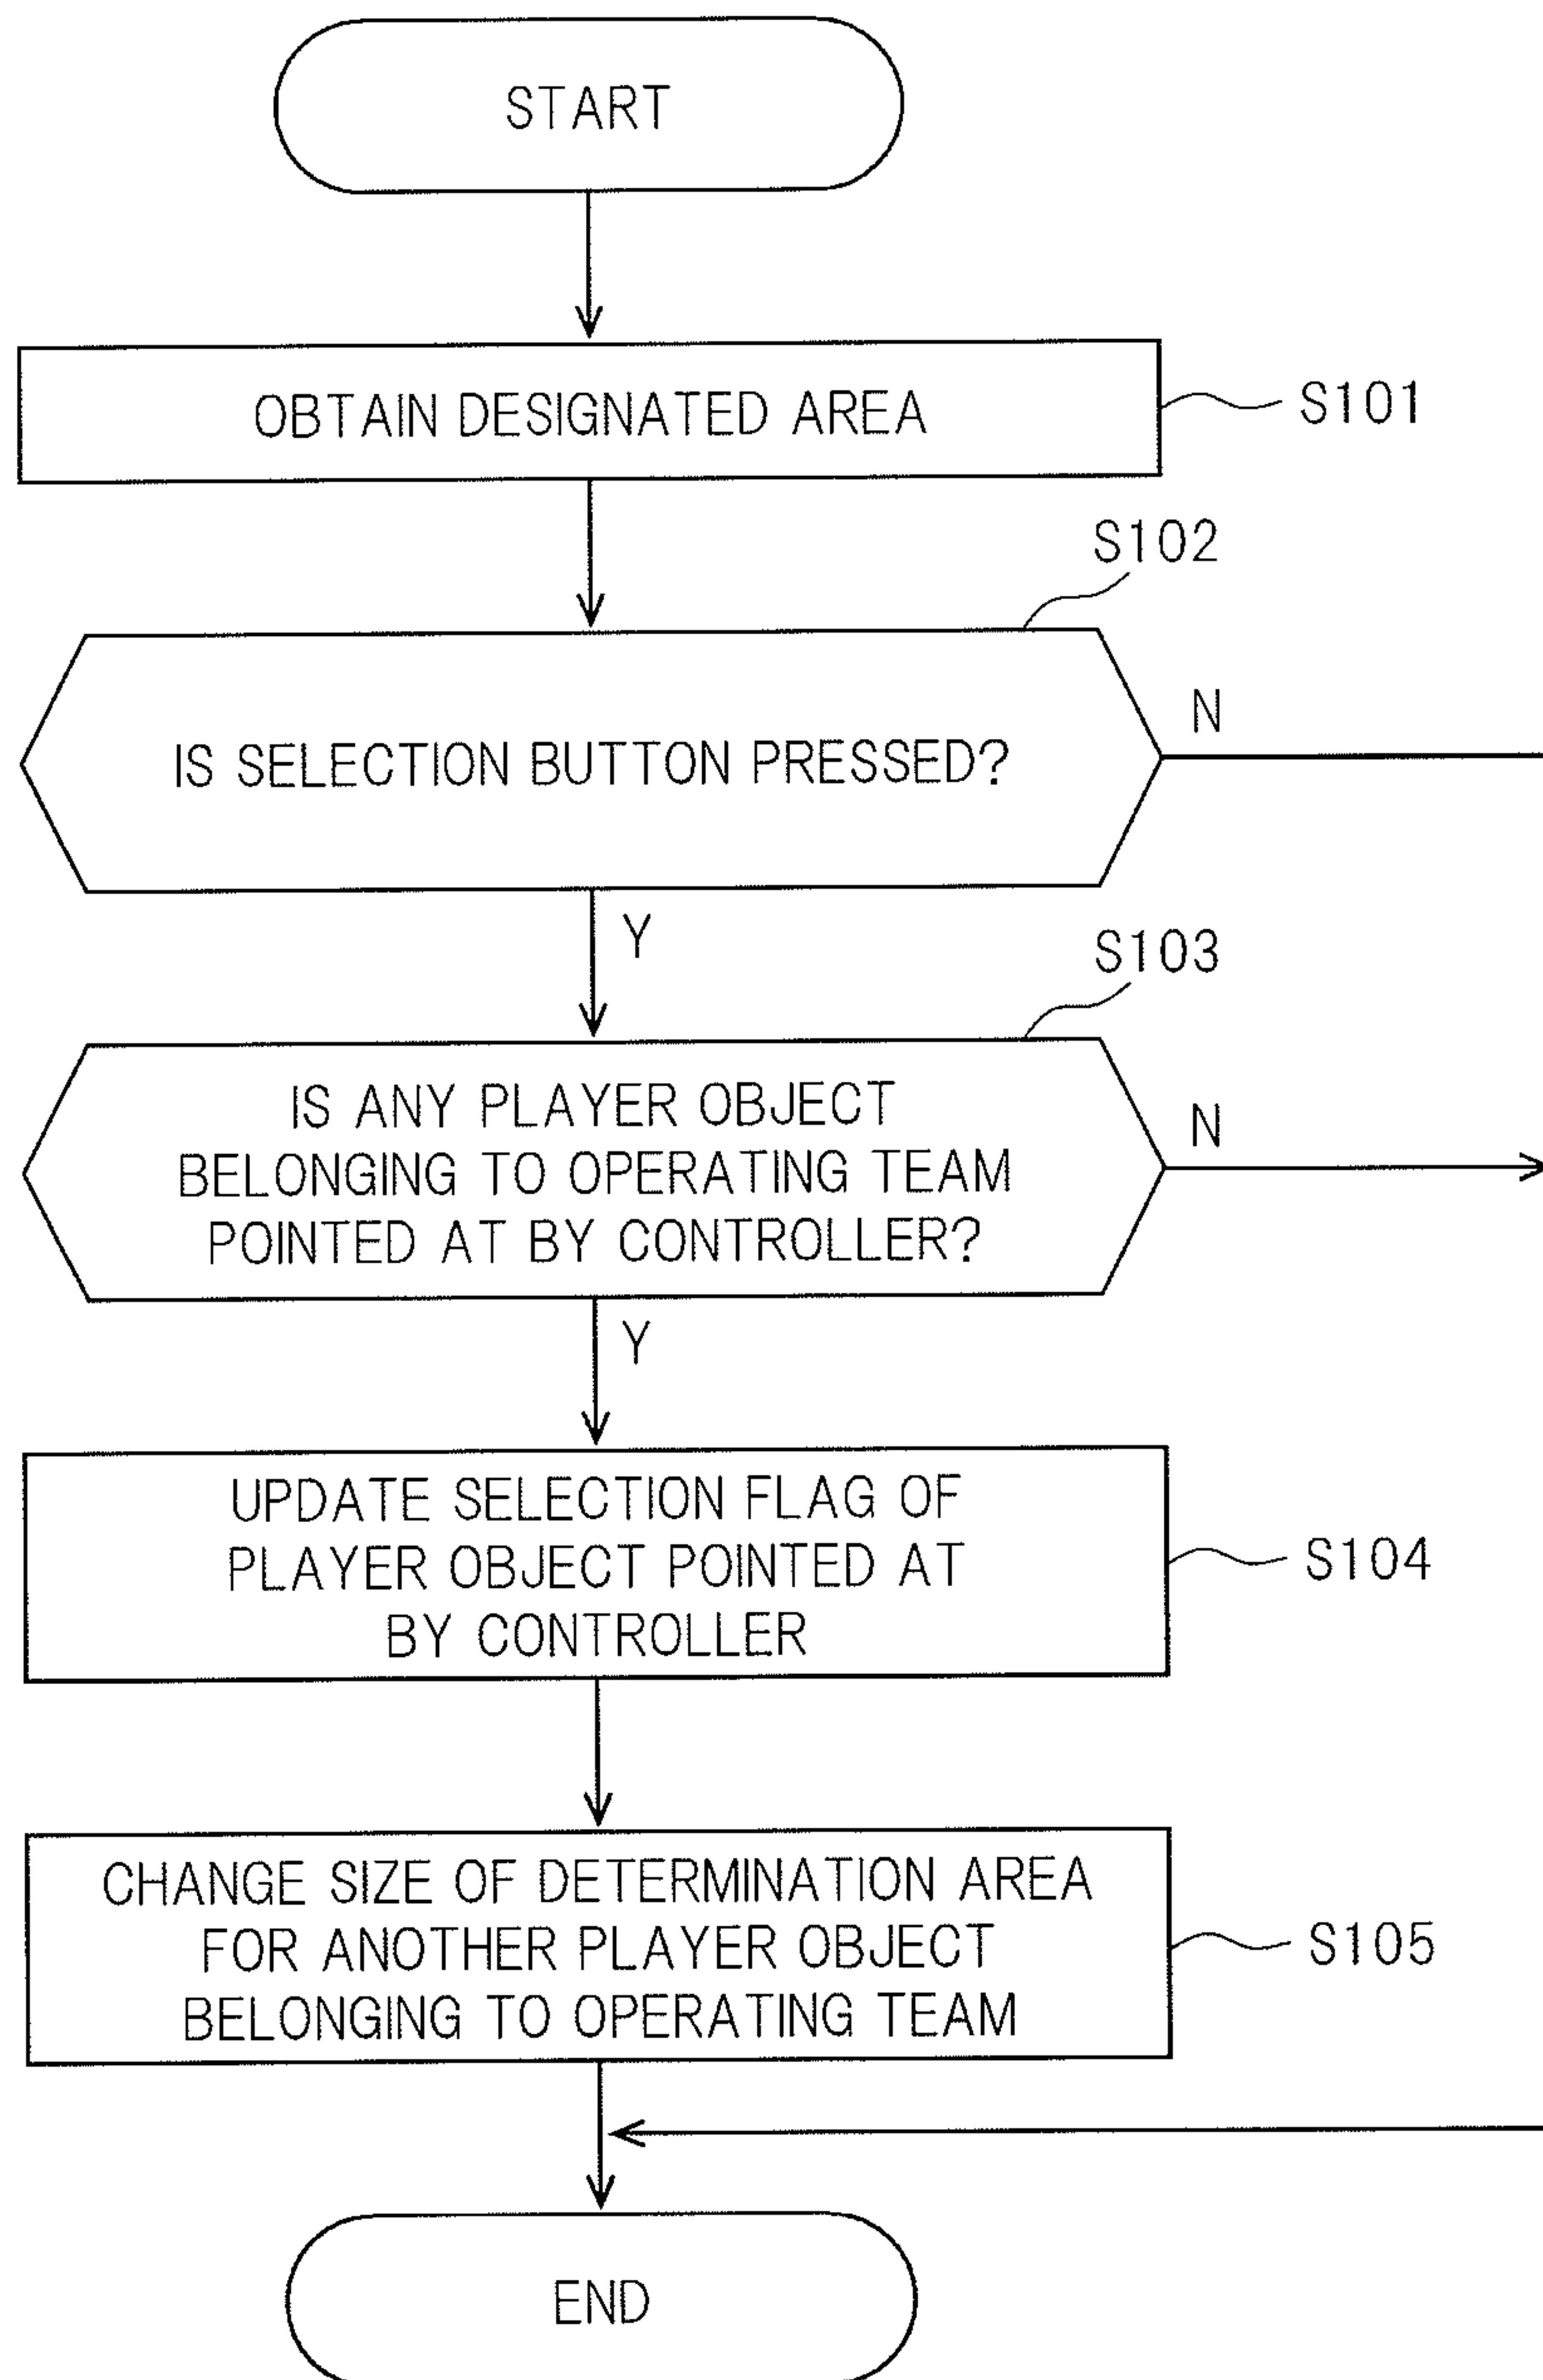 START
OBTAIN DESIGNATED AREA
S101
S102
IS SELECTION BUTTON PRESSED?
N
Y
S103
IS ANY PLAYER OBJECT
BELONGING TO OPERATING TEAM
POINTED AT BY CONTROLLER?
N
Y
UPDATE SELECTION FLAG OF
PLAYER OBJECT POINTED AT
BY CONTROLLER
S104
CHANGE SIZE OF DETERMINATION AREA
FOR ANOTHER PLAYER OBJECT
BELONGING TO OPERATING TEAM
S105
END